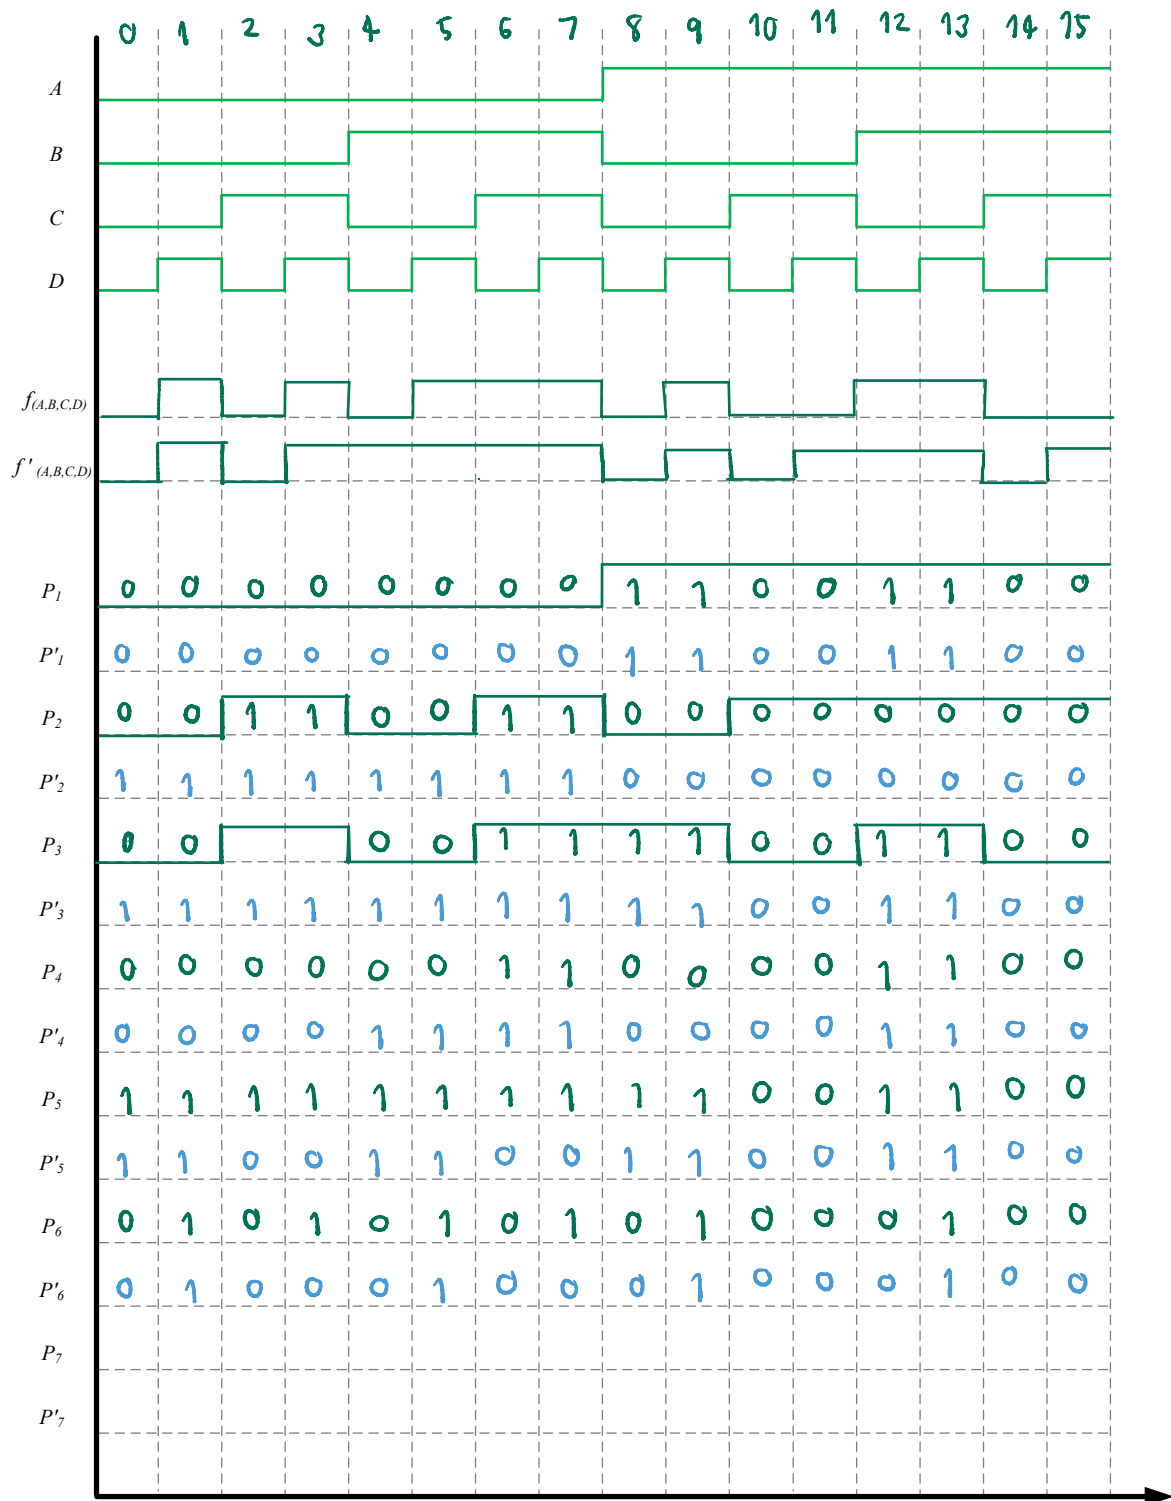 0 1 2 3 4 5 6 7 8 9 10 11 12 13 14 15
A
B
C
D
f(A,B,C,D)
f'(A,B,C,D)
P1 0 0 0 0 0 0 0 0 1 1 0 0 1 1 0 0
P'1 0 0 0 0 0 0 0 0 1 1 0 0 1 1 0 0
P2 0 0 1 1 0 0 1 1 0 0 0 0 0 0 0 0
P'2 1 1 1 1 1 1 1 1 0 0 0 0 0 0 0 0
P3 0 0 0 0 1 1 1 1 0 0 1 1 0 0
P'3 1 1 1 1 1 1 1 1 1 1 0 0 1 1 0 0
P4 0 0 0 0 0 0 1 1 0 0 0 0 1 1 0 0
P'4 0 0 0 0 1 1 1 1 0 0 0 0 1 1 0 0
P5 1 1 1 1 1 1 1 1 1 1 0 0 1 1 0 0
P'5 1 1 0 0 1 1 0 0 1 1 0 0 1 1 0 0
P6 0 1 0 1 0 1 0 1 0 1 0 0 0 1 0 0
P'6 0 1 0 0 0 1 0 0 0 1 0 0 0 1 0 0
P7
P'7